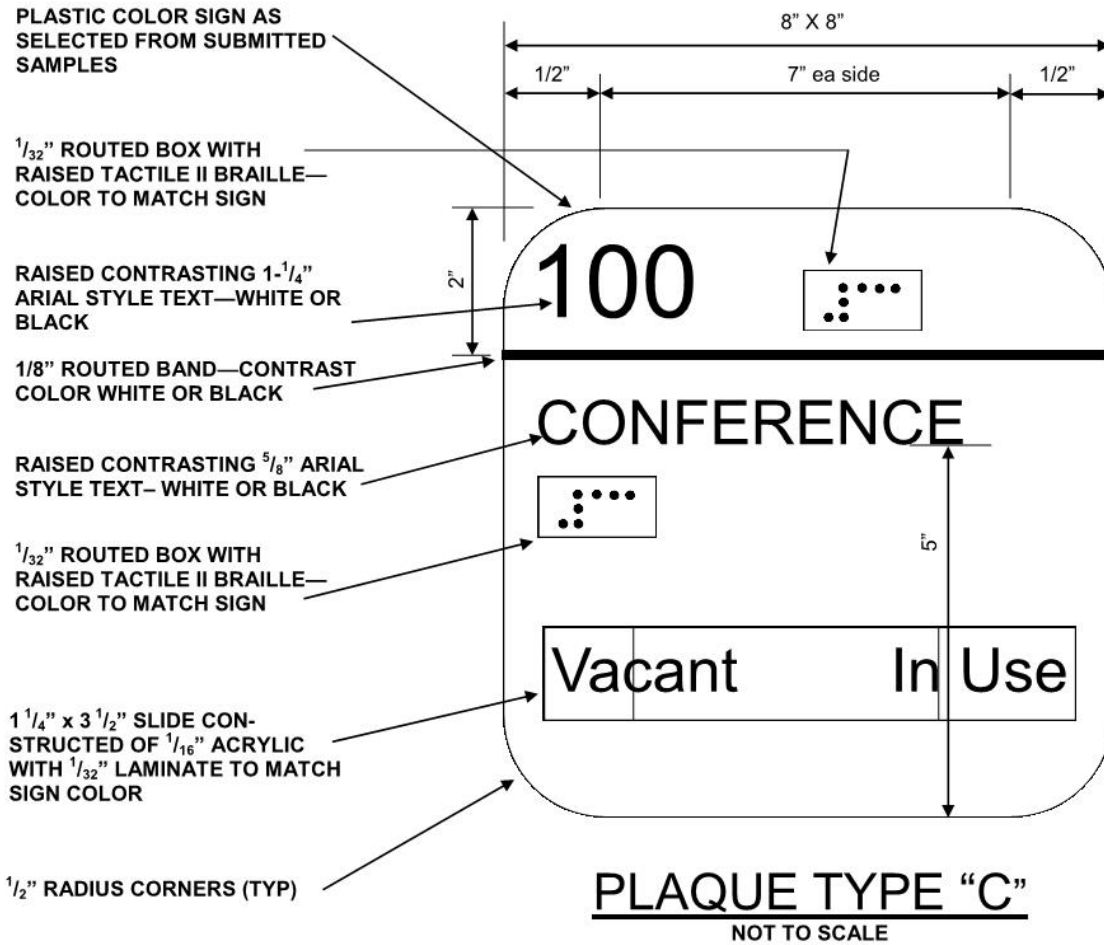 PLASTIC COLOR SIGN AS
SELECTED FROM SUBMITTED
SAMPLES
8” X 8”
1/2”
7” ea side
1/2”
1/32” ROUTED BOX WITH
RAISED TACTILE II BRAILLE—
COLOR TO MATCH SIGN
RAISED CONTRASTING 1-1/4”
ARIAL STYLE TEXT—WHITE OR
BLACK
2”
100
1/8” ROUTED BAND—CONTRAST
COLOR WHITE OR BLACK
CONFERENCE
RAISED CONTRASTING 5/8” ARIAL
STYLE TEXT– WHITE OR BLACK
1/32” ROUTED BOX WITH
RAISED TACTILE II BRAILLE—
COLOR TO MATCH SIGN
5”
Vacant In Use
1 1/4” x 3 1/2” SLIDE CON-
STRUCTED OF 1/16” ACRYLIC
WITH 1/32” LAMINATE TO MATCH
SIGN COLOR
1/2” RADIUS CORNERS (TYP)
PLAQUE TYPE “C”
NOT TO SCALE